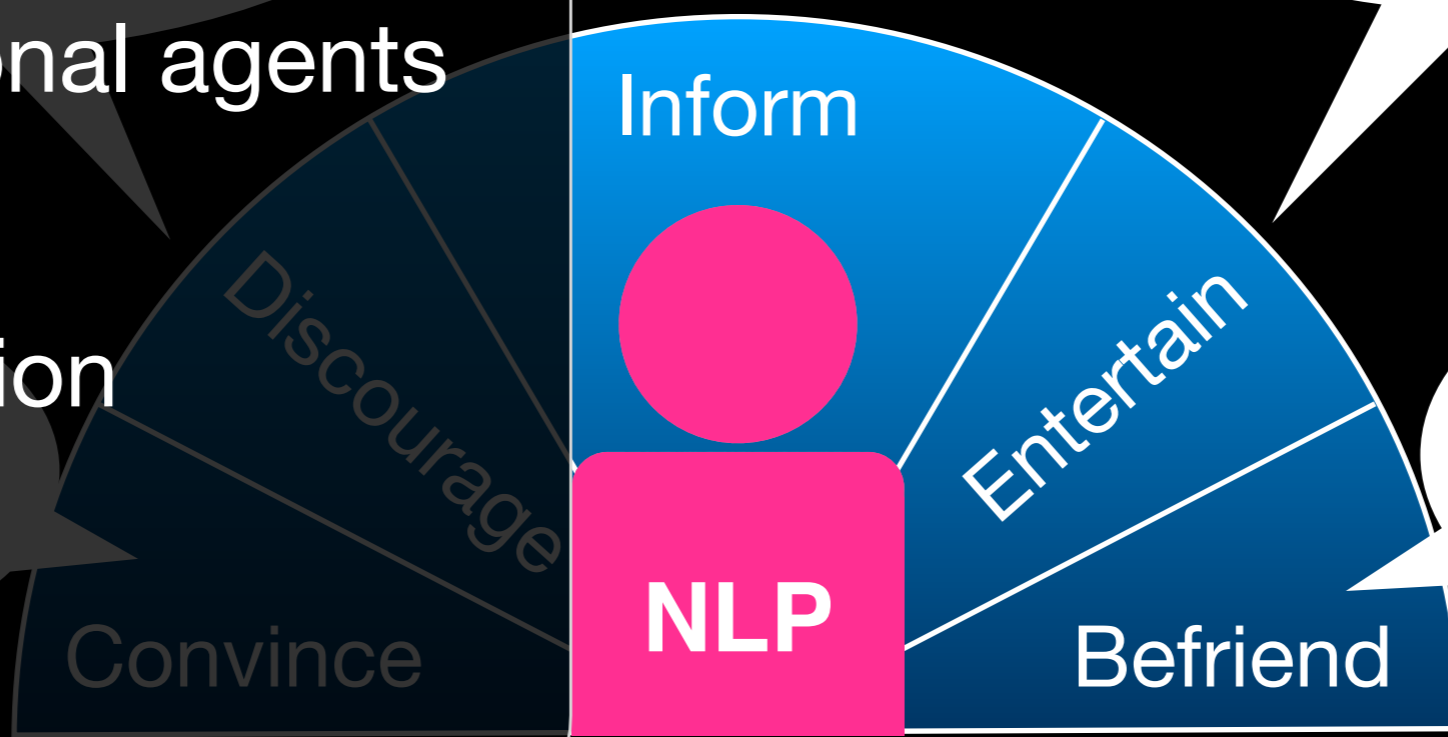 onal agents
Inform
Discourage
Entertain
ion
NLP
Convince
Befriend